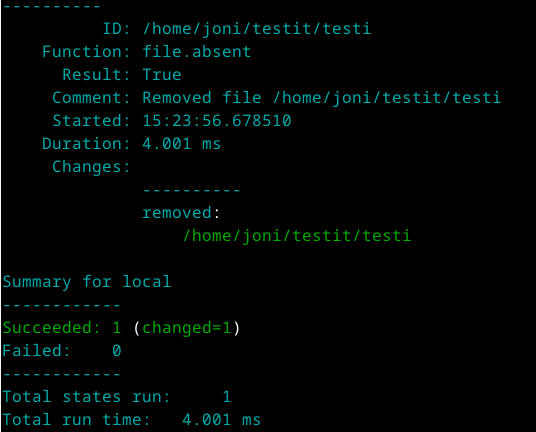 ----------
          ID: /home/joni/testit/testi
    Function: file.absent
      Result: True
     Comment: Removed file /home/joni/testit/testi
     Started: 15:23:56.678510
    Duration: 4.001 ms
     Changes:
              ----------
              removed:
                  /home/joni/testit/testi

Summary for local
------------
Succeeded: 1 (changed=1)
Failed:    0
------------
Total states run:     1
Total run time:   4.001 ms